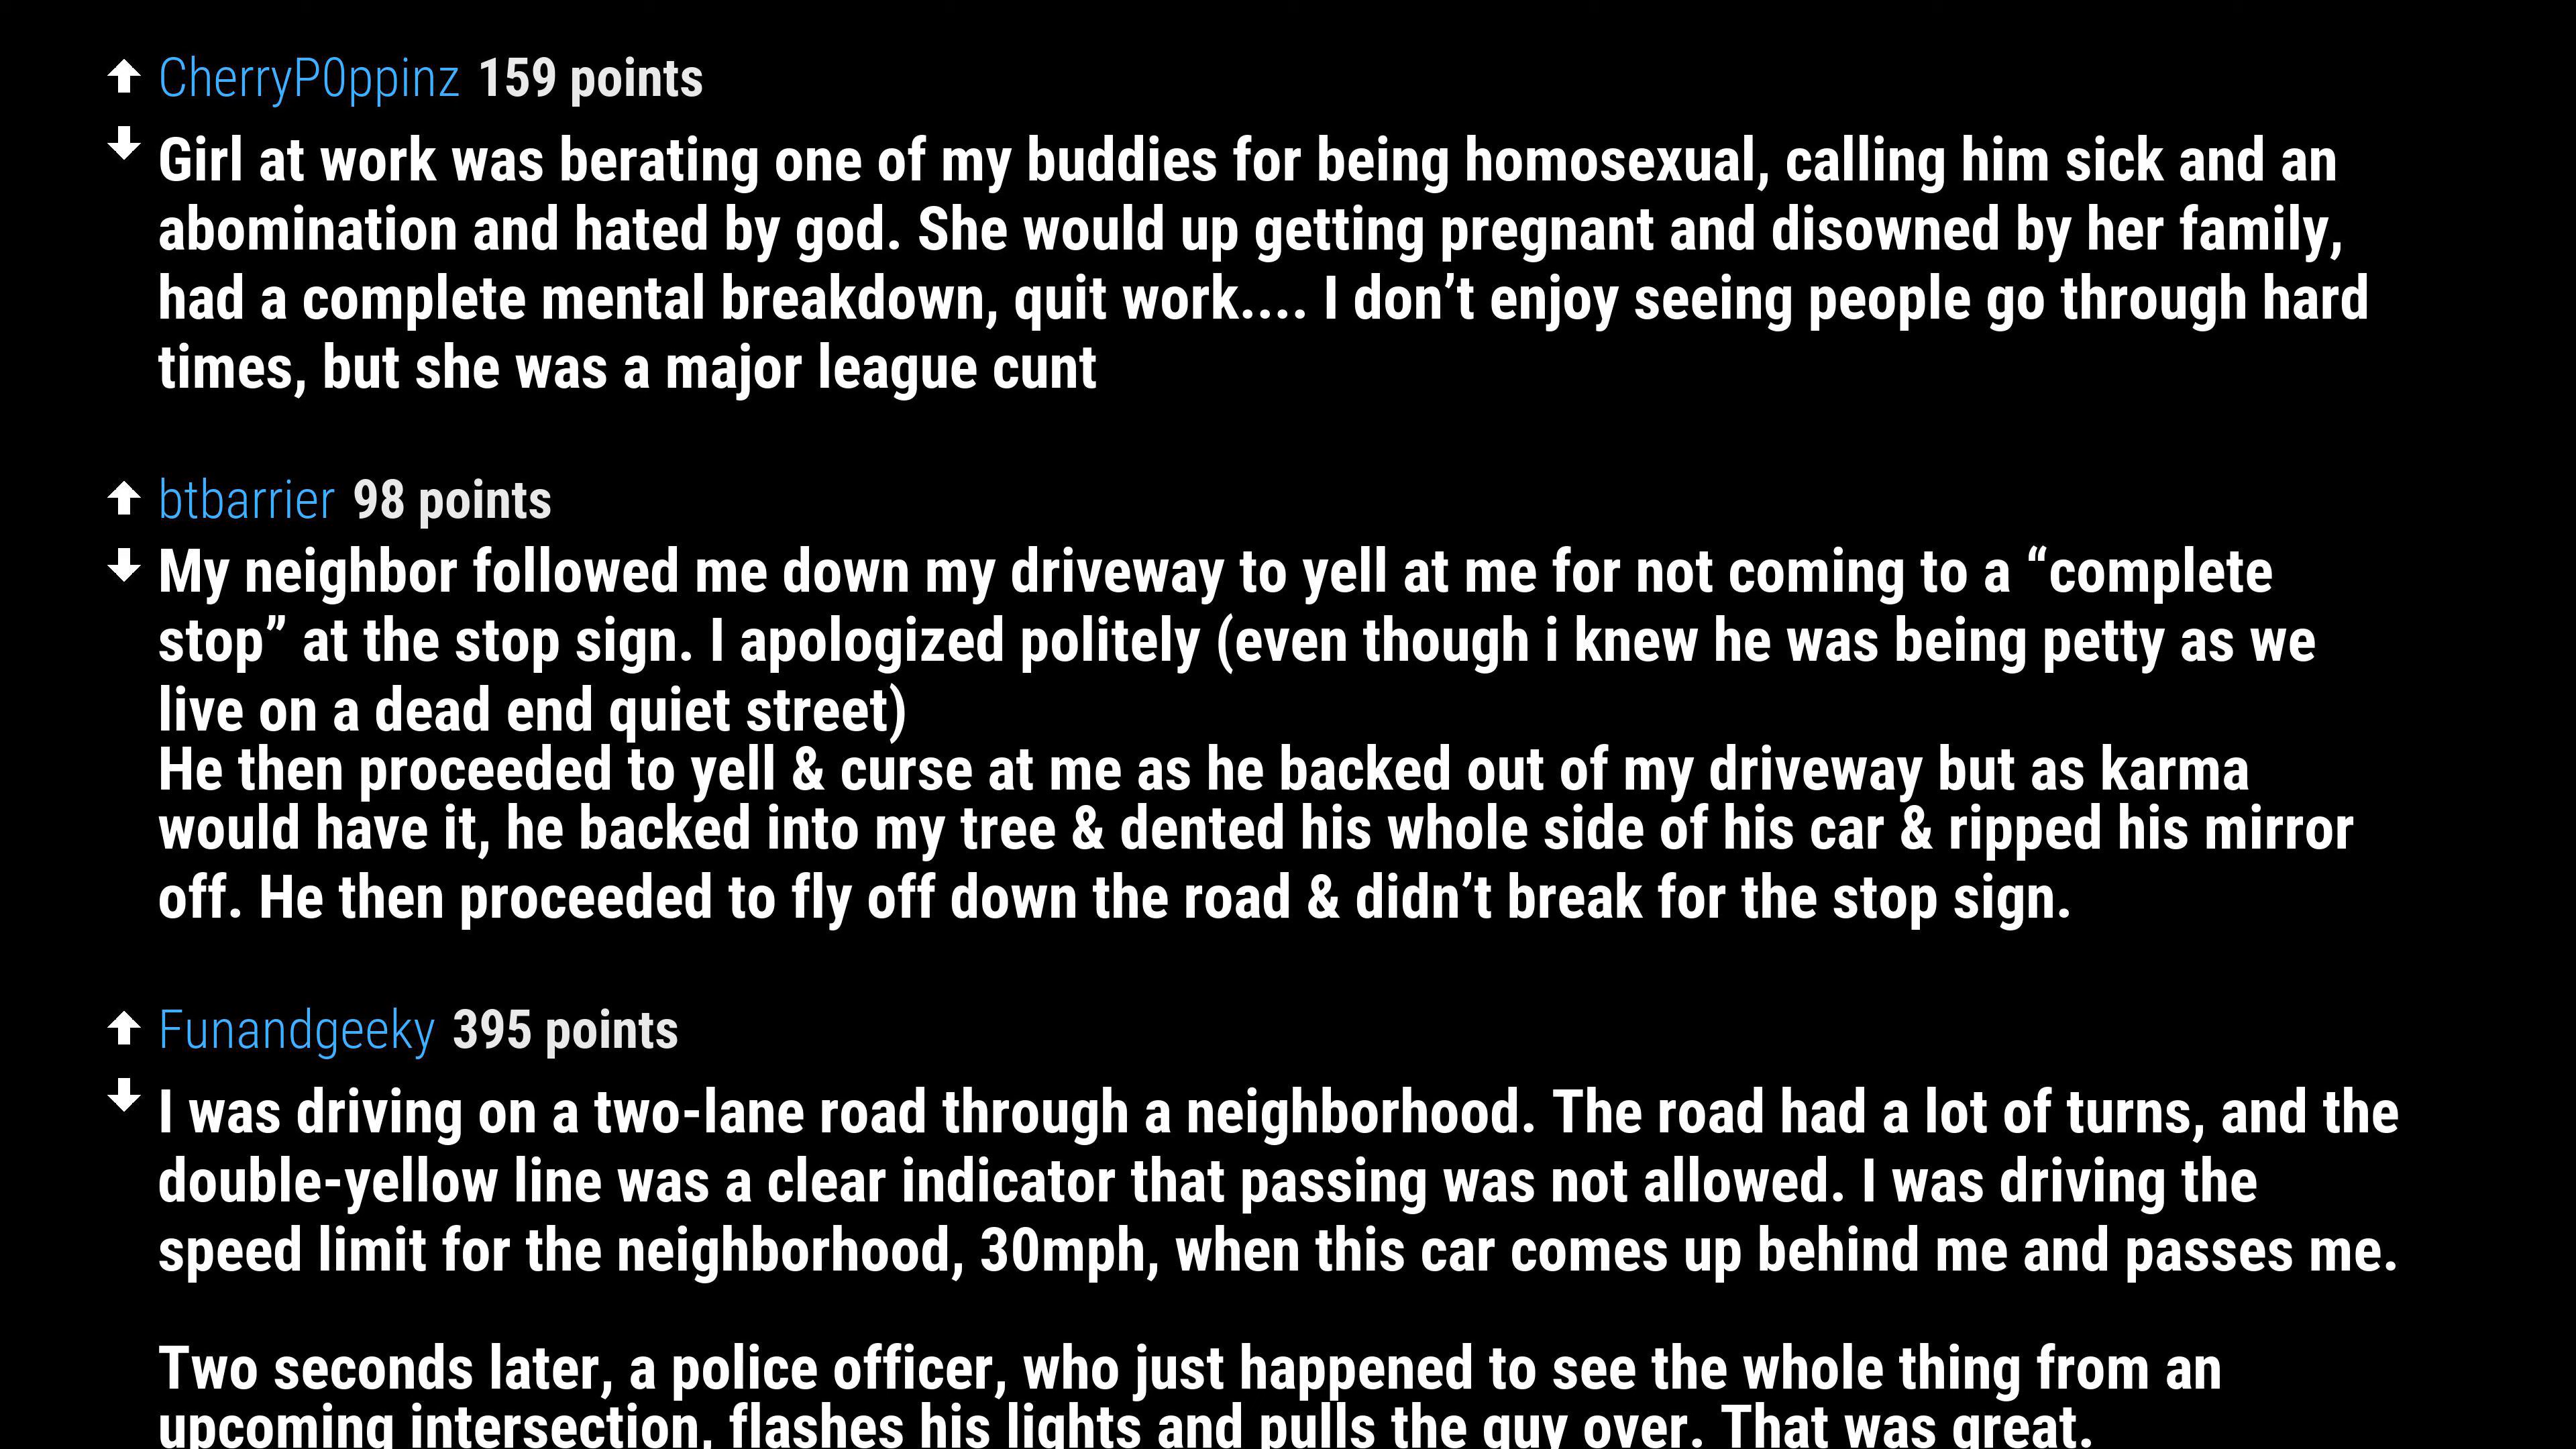 CherryP0ppinz 159 points
Girl at work was berating one of my buddies for being homosexual, calling him sick and an
abomination and hated by god. She would up getting pregnant and disowned by her family,
had a complete mental breakdown, quit work.... I don’t enjoy seeing people go through hard
times, but she was a major league cunt
btbarrier 98 points
My neighbor followed me down my driveway to yell at me for not coming to a “complete
stop” at the stop sign. I apologized politely (even though i knew he was being petty as we
live on a dead end quiet street)
He then proceeded to yell & curse at me as he backed out of my driveway but as karma
would have it, he backed into my tree & dented his whole side of his car & ripped his mirror
off. He then proceeded to fly off down the road & didn’t break for the stop sign.
Funandgeeky 395 points
I was driving on a two-lane road through a neighborhood. The road had a lot of turns, and the
double-yellow line was a clear indicator that passing was not allowed. I was driving the
speed limit for the neighborhood, 30mph, when this car comes up behind me and passes me.
Two seconds later, a police officer, who just happened to see the whole thing from an
upcoming intersection, flashes his lights and pulls the guy over. That was great.